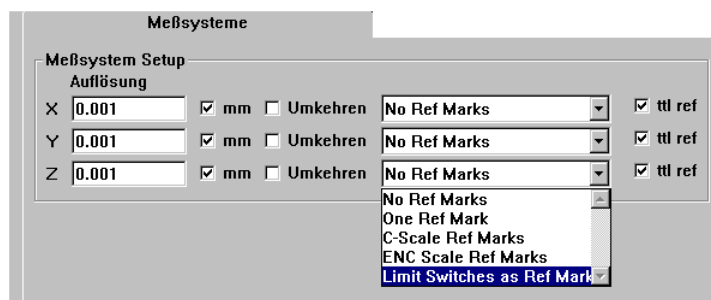 Meßsysteme
Meßsystem Setup
Auflösung
X 0.001 mm Umkehren No Ref Marks ttl ref
Y 0.001 mm Umkehren No Ref Marks ttl ref
Z 0.001 mm Umkehren No Ref Marks ttl ref
No Ref Marks
One Ref Mark
C-Scale Ref Marks
ENC Scale Ref Marks
Limit Switches as Ref Mark